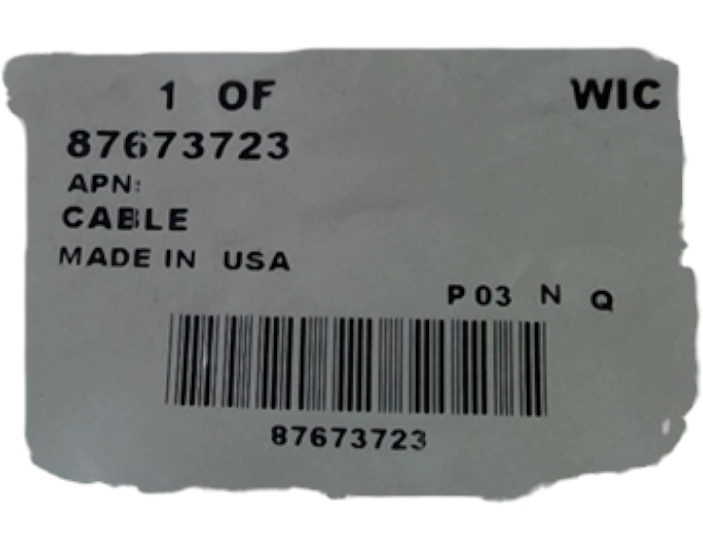 1 OF WIC
87673723
APN:
CABLE
MADE IN USA
P 03 N Q
87673723